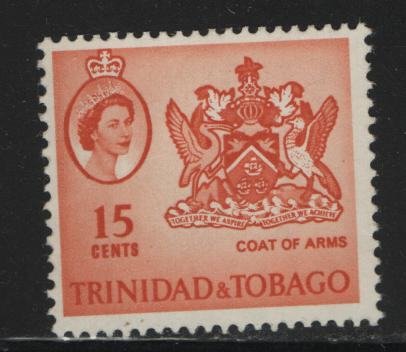 15
CENTS
TOGETHER WE ASPIRE TOGETHER WE ACHIEVE
COAT OF ARMS
TRINIDAD & TOBAGO